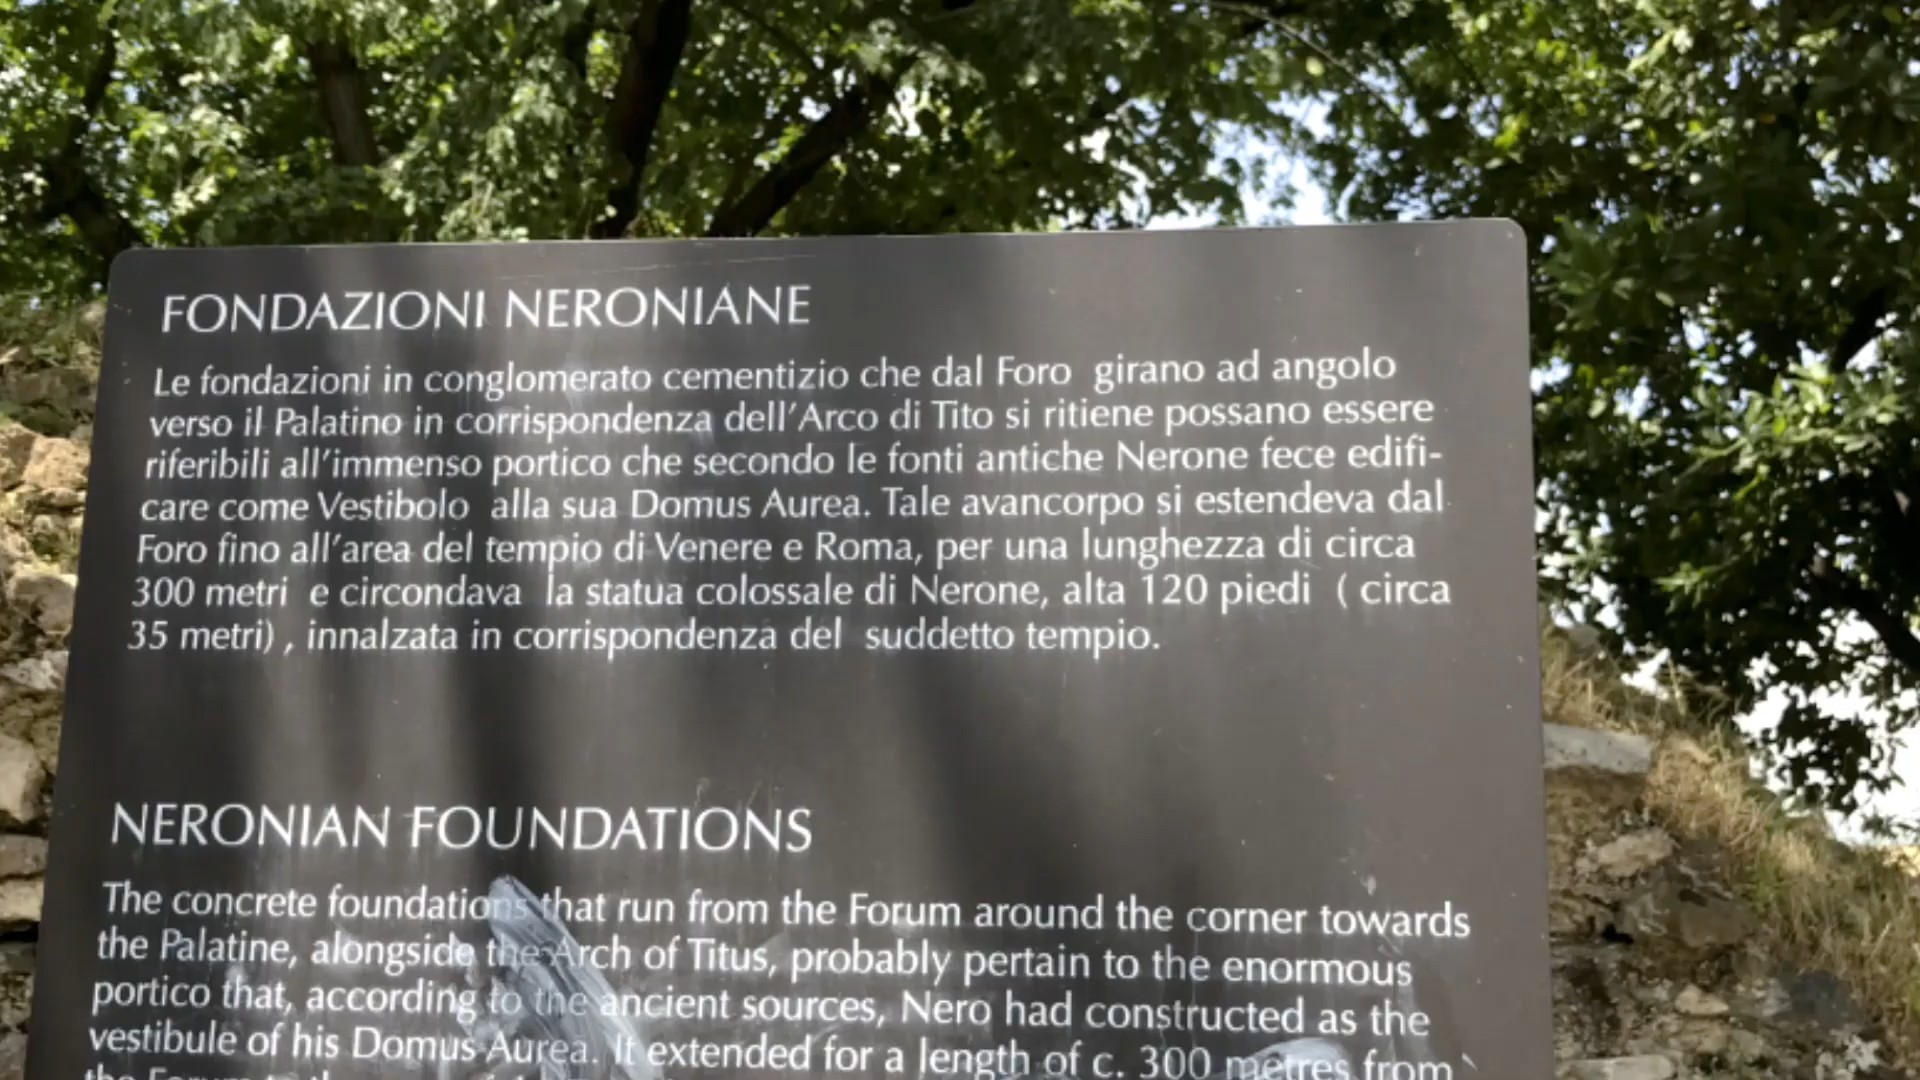 FONDAZIONI NERONIANE
Le fondazioni in conglomerato cementizio che dal Foro girano ad angolo
verso il Palatino in corrispondenza dell'Arco di Tito si ritiene possano essere
riferibili all'immenso portico che secondo le fonti antiche Nerone fece edifi-
care come Vestibolo alla sua Domus Aurea. Tale avancorpo si estendeva dal
Foro fino all'area del tempio di Venere e Roma, per una lunghezza di circa
300 metri e circondava la statua colossale di Nerone, alta 120 piedi ( circa
35 metri) , innalzata in corrispondenza del suddetto tempio.
NERONIAN FOUNDATIONS
The concrete foundations that run from the Forum around the corner towards
the Palatine, alongside the Arch of Titus, probably pertain to the enormous
portico that, according to the ancient sources, Nero had constructed as the
vestibule of his Domus Aurea. It extended for a length of c. 300 metres from